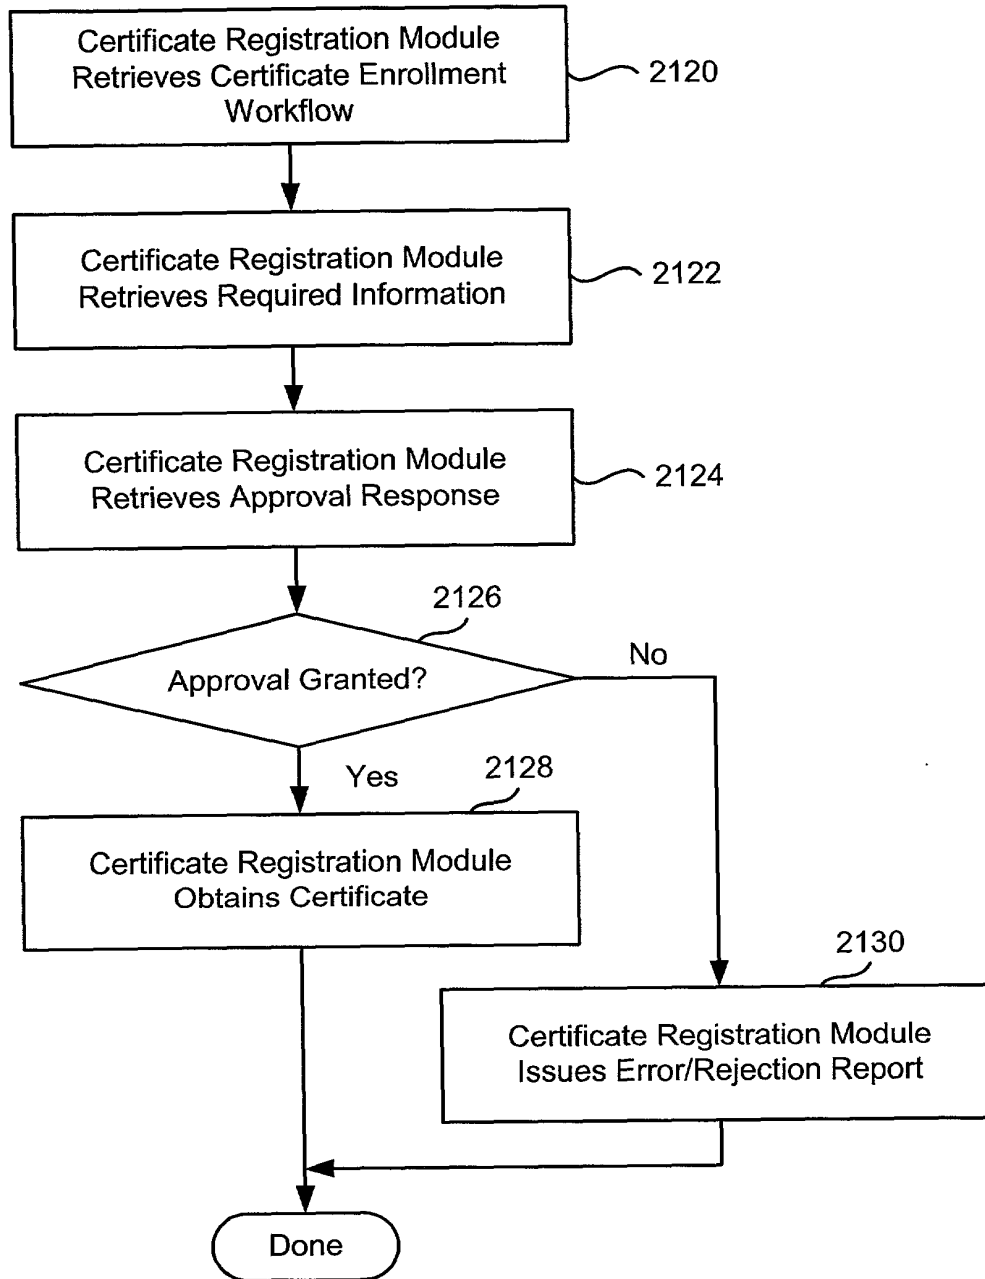 Certificate Registration Module
Retrieves Certificate Enrollment
Workflow
2120
Certificate Registration Module
Retrieves Required Information
2122
Certificate Registration Module
Retrieves Approval Response
2124
2126
Approval Granted?
No
Yes
2128
Certificate Registration Module
Obtains Certificate
2130
Certificate Registration Module
Issues Error/Rejection Report
Done